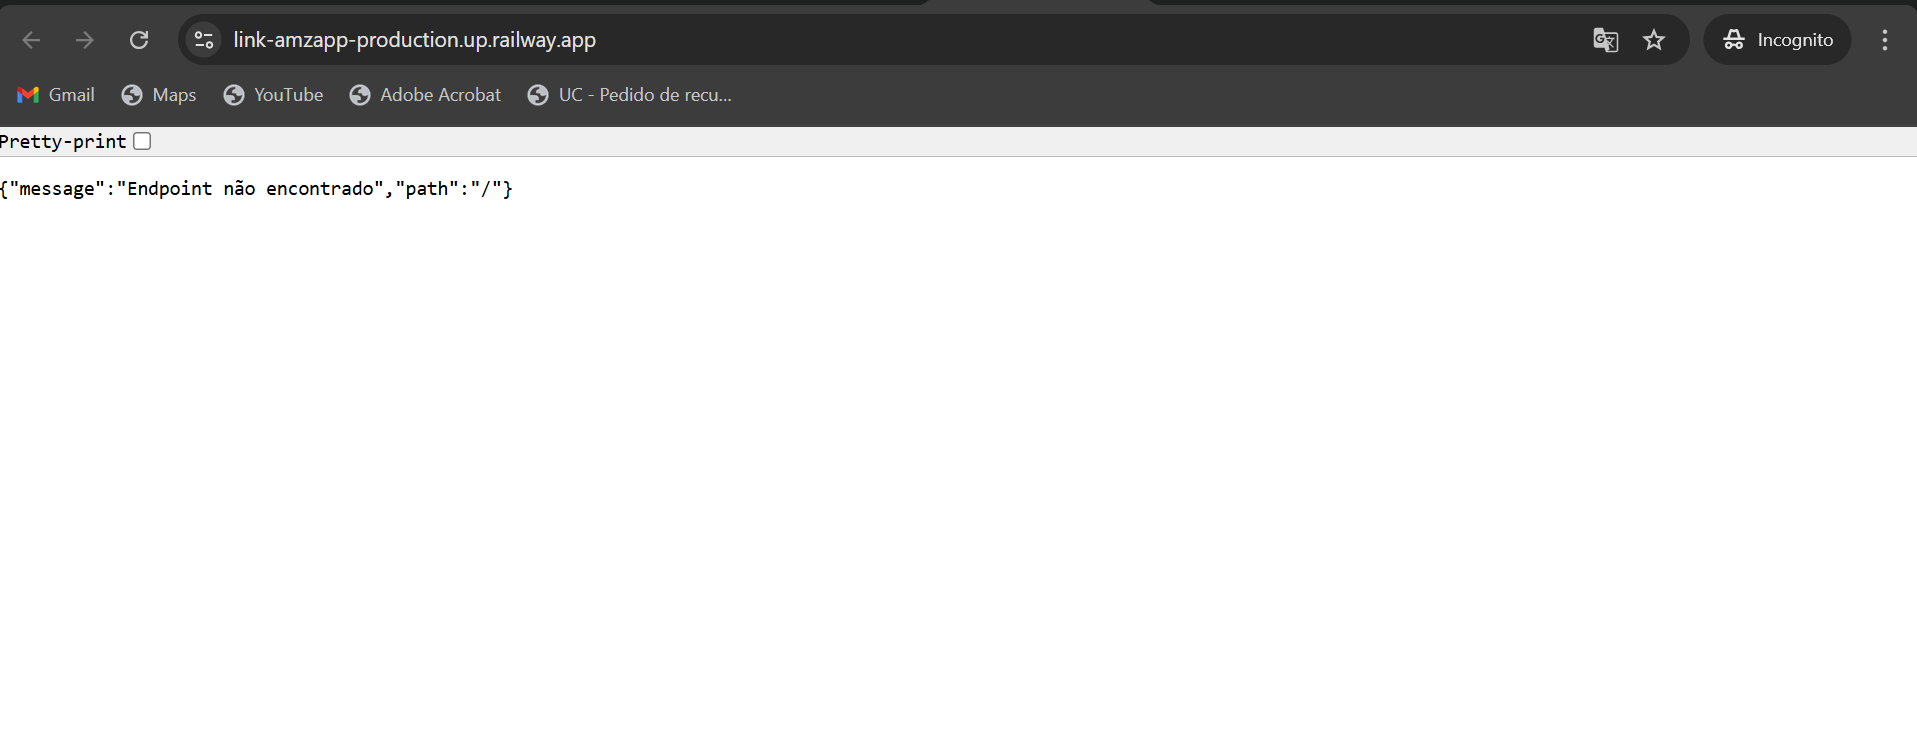 link-amzapp-production.up.railway.app
Incognito
Gmail Maps YouTube Adobe Acrobat UC - Pedido de recu...
Pretty-print
{"message":"Endpoint não encontrado","path":"/"}